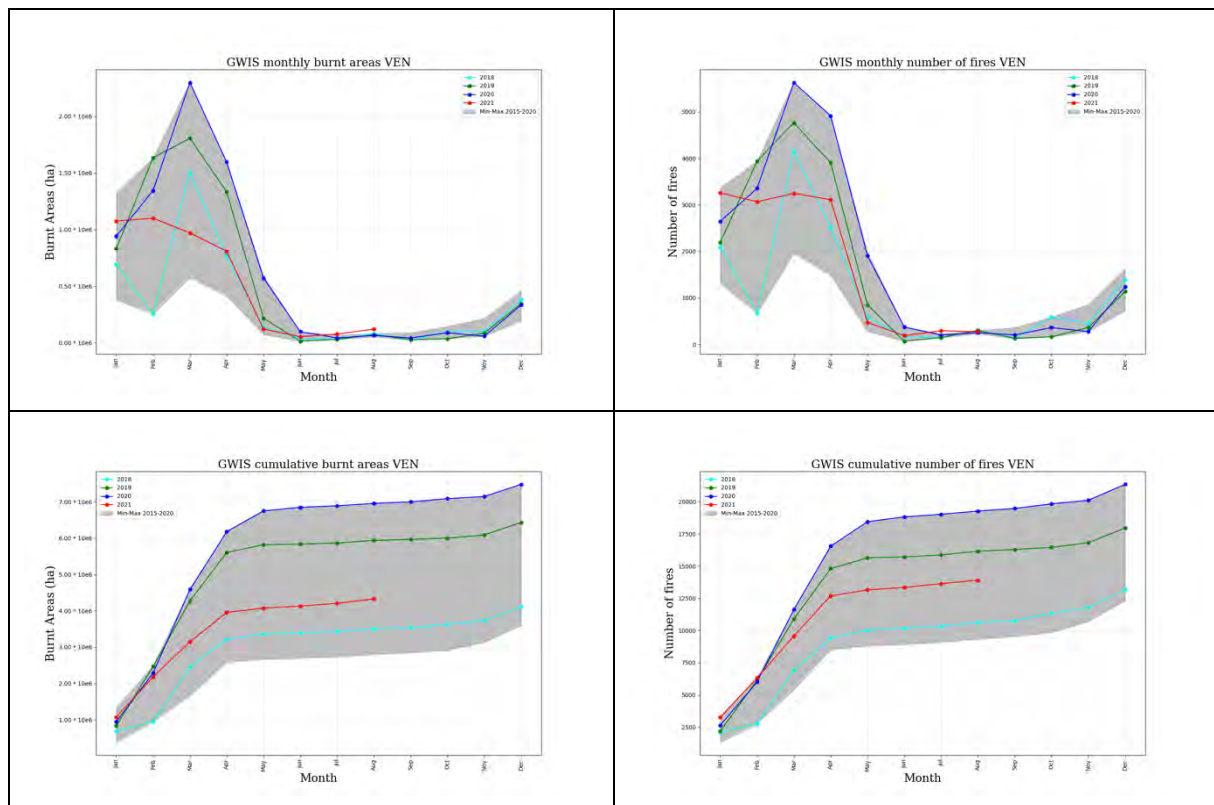 GWIS monthly burnt areas VEN
2018
2019
2020
2021
Min-Max 2015-2020
2.00 * 10e6
1.50 * 10e6
1.00 * 10e6
0.50 * 10e6
0.00 * 10e6
Burnt Areas (ha)
Jan Feb Mar Apr May Jun Jul Aug Sep Oct Nov Dec
Month
GWIS monthly number of fires VEN
2018
2019
2020
2021
Min-Max 2015-2020
5000
4000
3000
2000
1000
0
Number of fires
Jan Feb Mar Apr May Jun Jul Aug Sep Oct Nov Dec
Month
GWIS cumulative burnt areas VEN
2018
2019
2020
2021
Min-Max 2015-2020
7.00 * 10e6
6.00 * 10e6
5.00 * 10e6
4.00 * 10e6
3.00 * 10e6
2.00 * 10e6
1.00 * 10e6
Burnt Areas (ha)
Jan Feb Mar Apr May Jun Jul Aug Sep Oct Nov Dec
Month
GWIS cumulative number of fires VEN
2018
2019
2020
2021
Min-Max 2015-2020
20000
17500
15000
12500
10000
7500
5000
2500
Number of fires
Jan Feb Mar Apr May Jun Jul Aug Sep Oct Nov Dec
Month